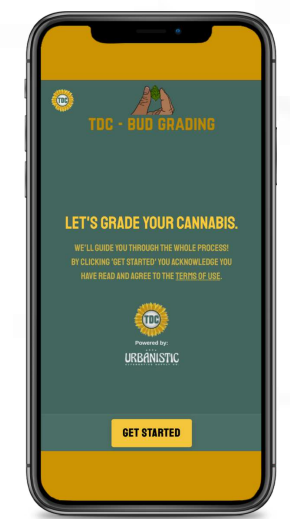 TDC
TDC - BUD GRADING
LET'S GRADE YOUR CANNABIS.
WE'LL GUIDE YOU THROUGH THE WHOLE PROCESS!
BY CLICKING 'GET STARTED' YOU ACKNOWLEDGE YOU
HAVE READ AND AGREE TO THE TERMS OF USE.
TDC
Powered by:
URBANISTIC
GET STARTED